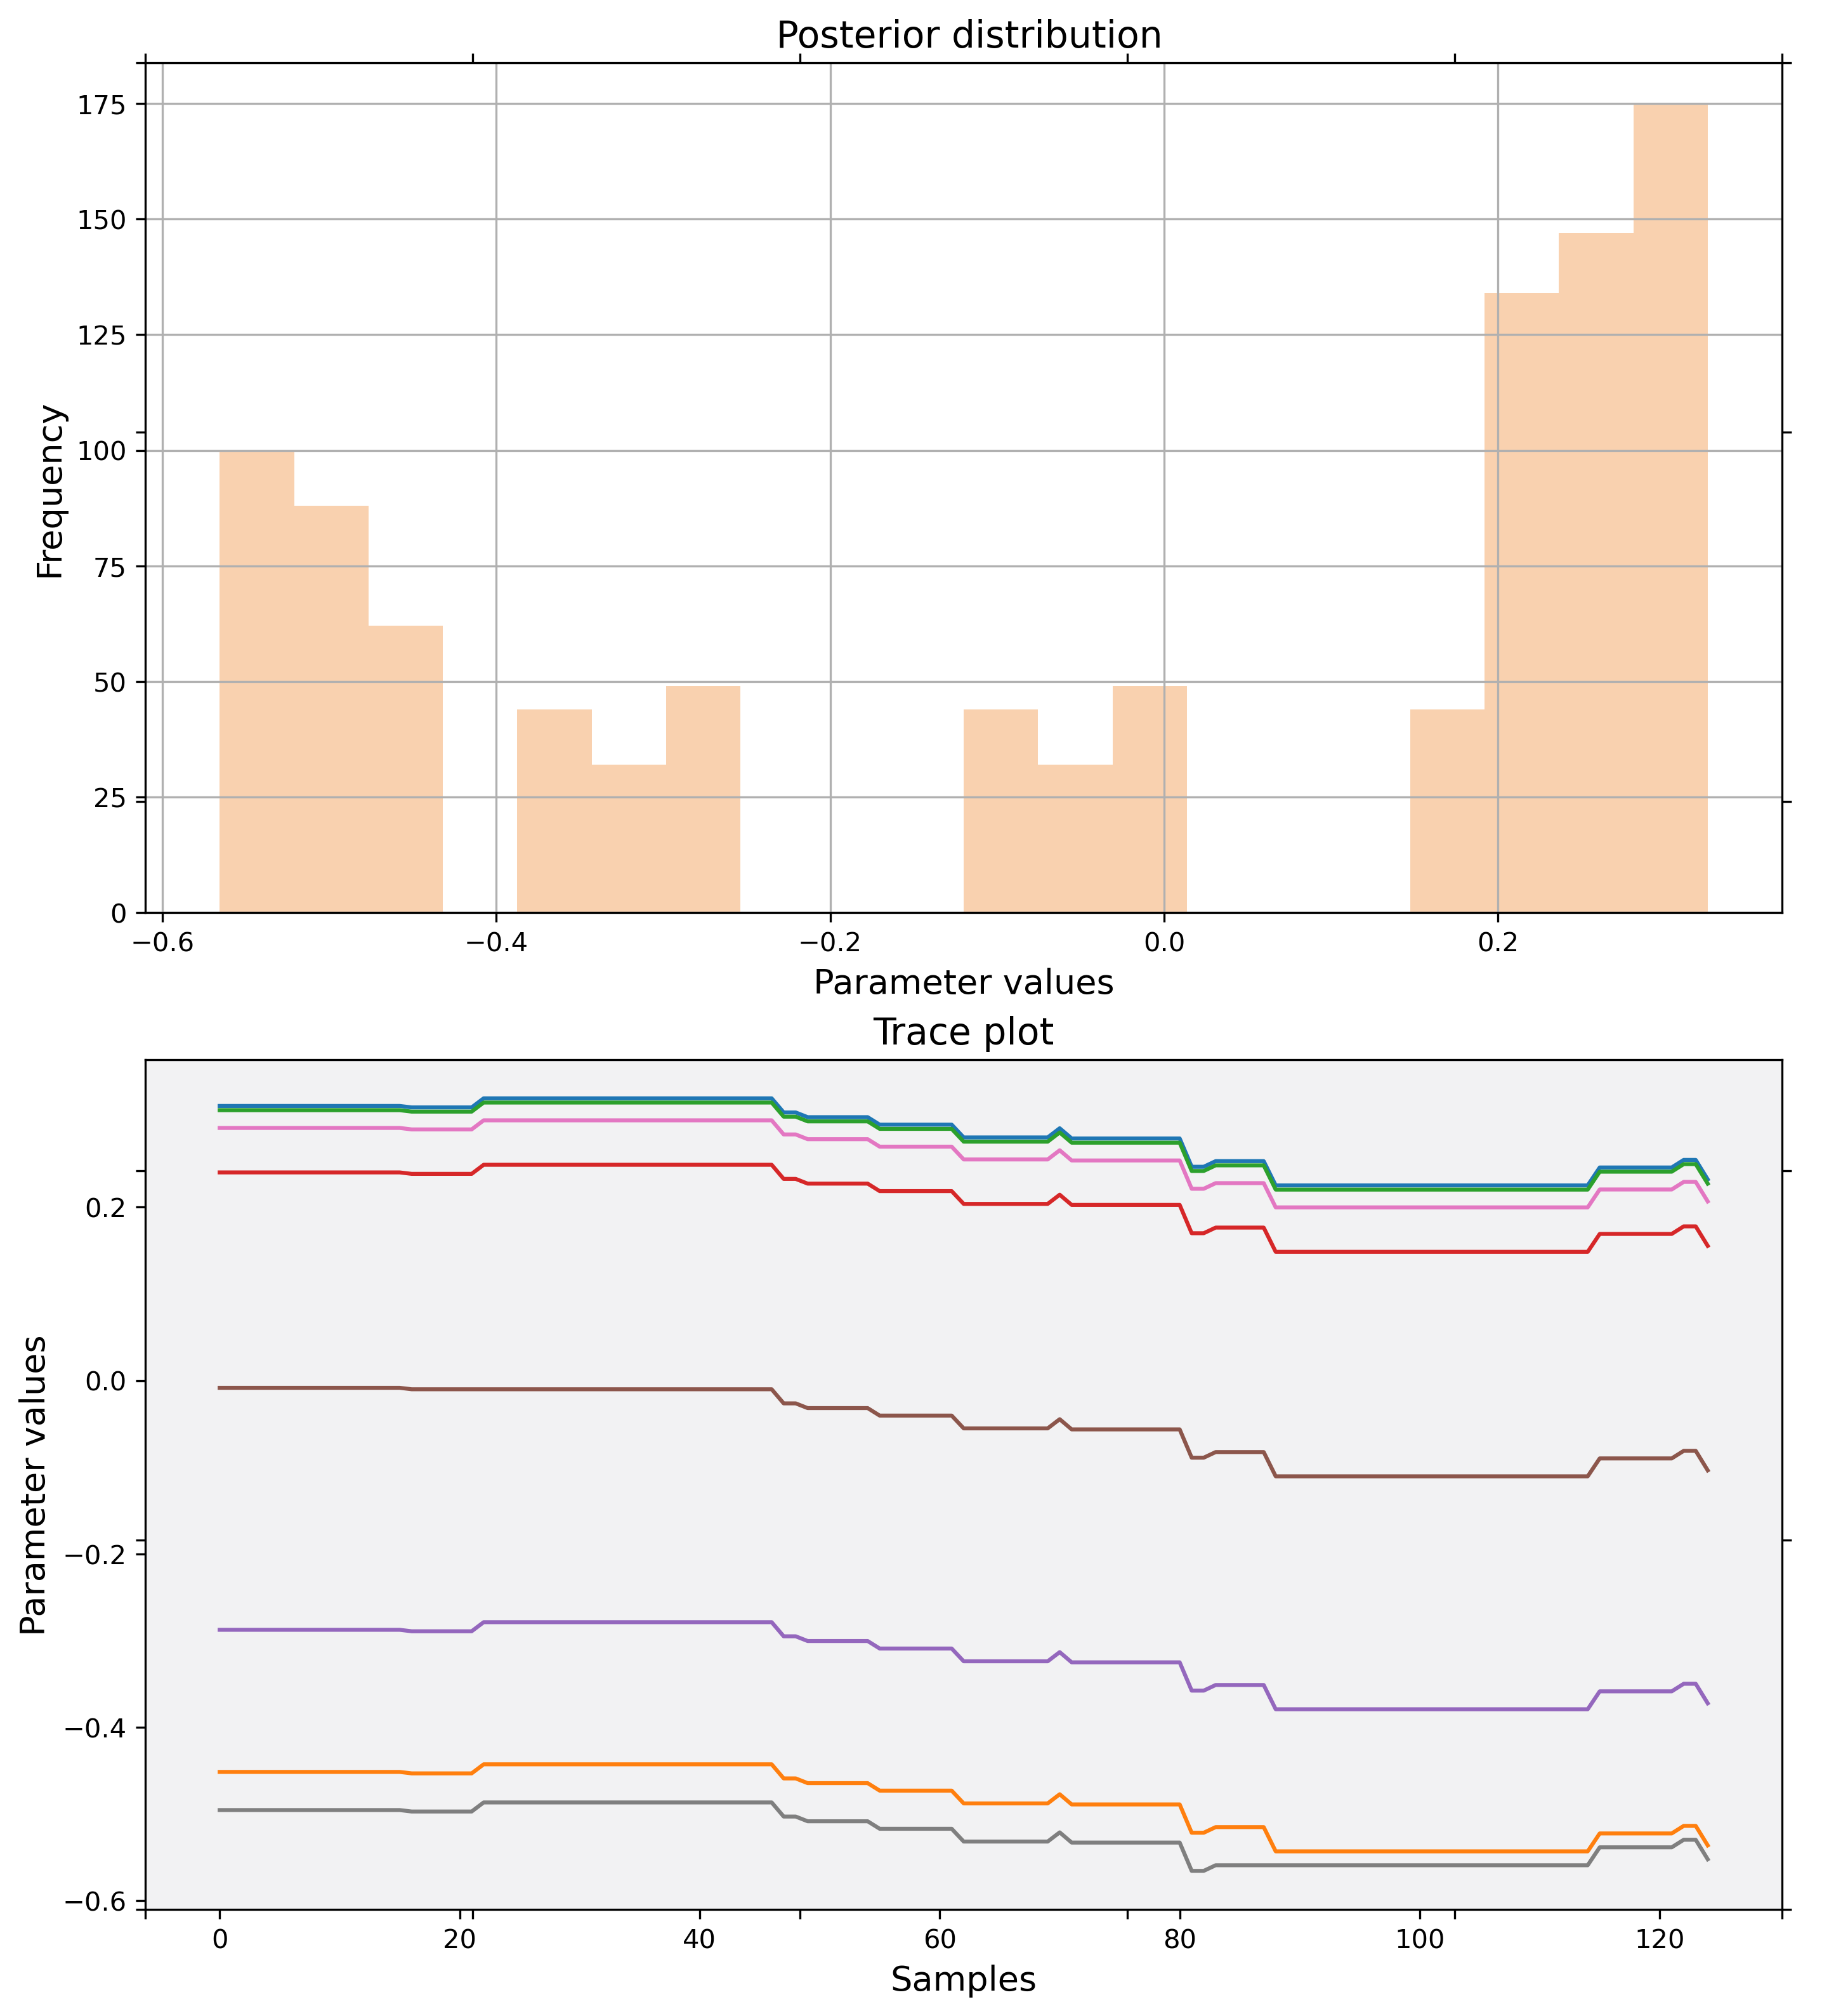 Posterior distribution
175
150
125
100
75
50
25
0
Frequency
−0.6 −0.4 −0.2 0.0 0.2
Parameter values
Trace plot
0.2
0.0
−0.2
−0.4
−0.6
Parameter values
0 20 40 60 80 100 120
Samples